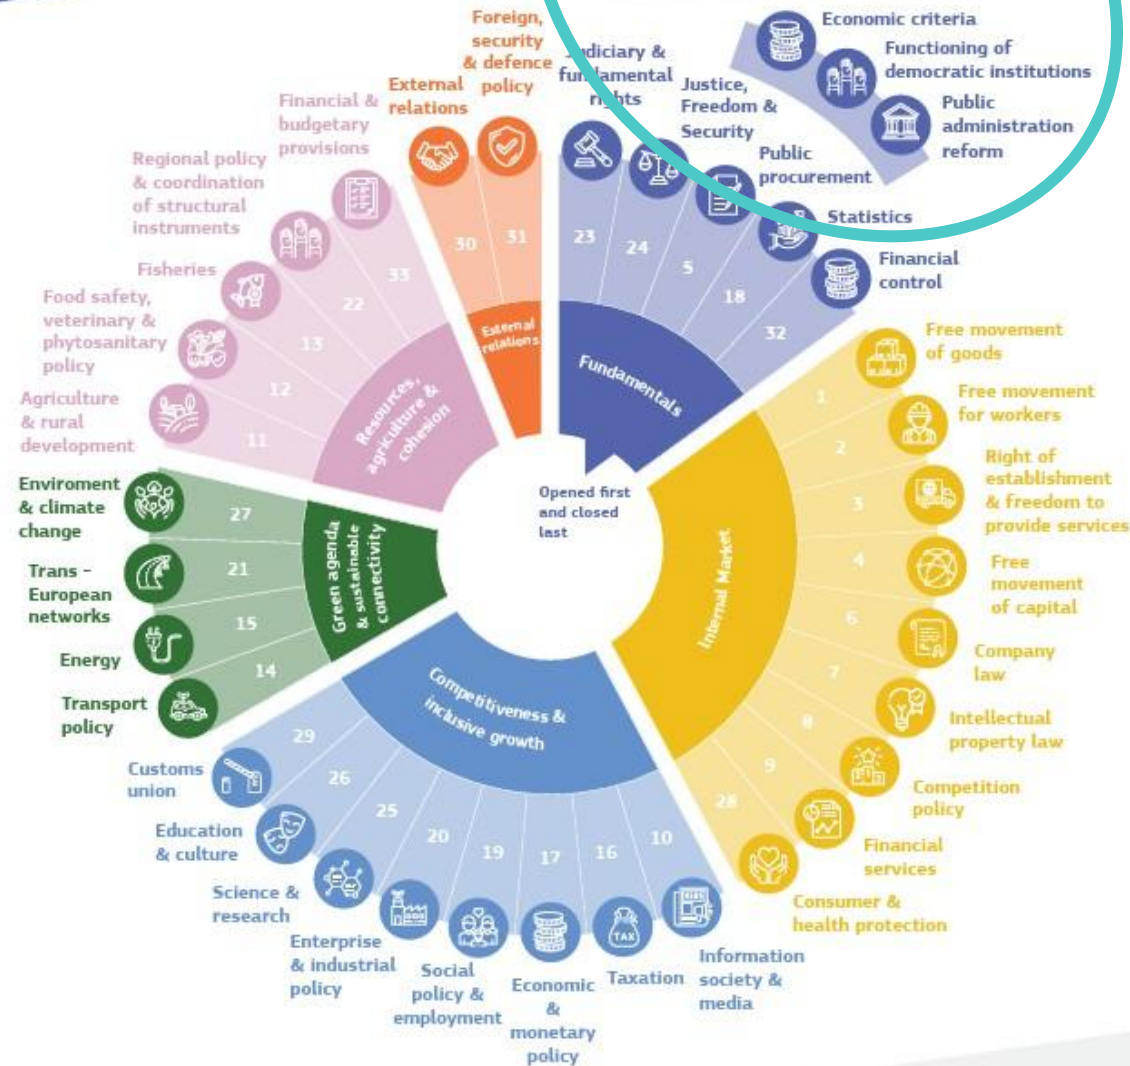 Foreign,
security
& defence
policy
External
relations
Financial &
budgetary
provisions
Regional policy
& coordination
of structural
instruments
Fisheries
Food safety,
veterinary &
phytosanitary
policy
Agriculture
& rural
development
Enviroment
& climate
change
Trans -
European
networks
Energy
Transport
policy
Customs
union
Education
& culture
Science &
research
Enterprise
& industrial
policy
Social
policy &
employment
Economic
&
monetary
policy
Taxation
Information
society &
media
Consumer &
health protection
Financial
services
Competition
policy
Intellectual
property law
Company
law
Free
movement
of capital
Right of
establishment
& freedom to
provide services
Free movement
for workers
Free movement
of goods
Financial
control
Statistics
Public
procurement
Justice,
Freedom &
Security
Judiciary &
fundamental
rights
Economic criteria
Functioning of
democratic institutions
Public
administration
reform
30
31
23
24
5
18
32
1
2
3
4
6
7
8
9
28
10
16
17
19
20
25
26
29
14
15
21
27
11
12
13
22
33
TAX
External
relations
Fundamentals
Internal Market
Competitiveness &
inclusive growth
Green agenda
& sustainable
connectivity
Resources,
agriculture &
cohesion
Opened first
and closed
last